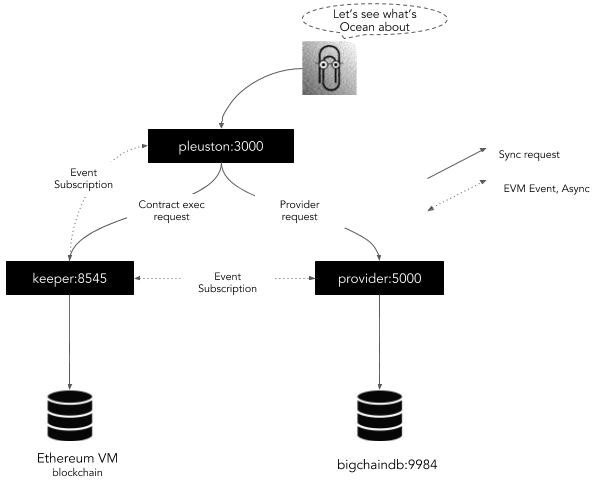 Let's see what's
Ocean about
pleuston:3000
Sync request
Event
Subscription
EVM Event, Async
Contract exec
request
Provider
request
keeper:8545
Event
Subscription
provider:5000
Ethereum VM
blockchain
bigchaindb:9984